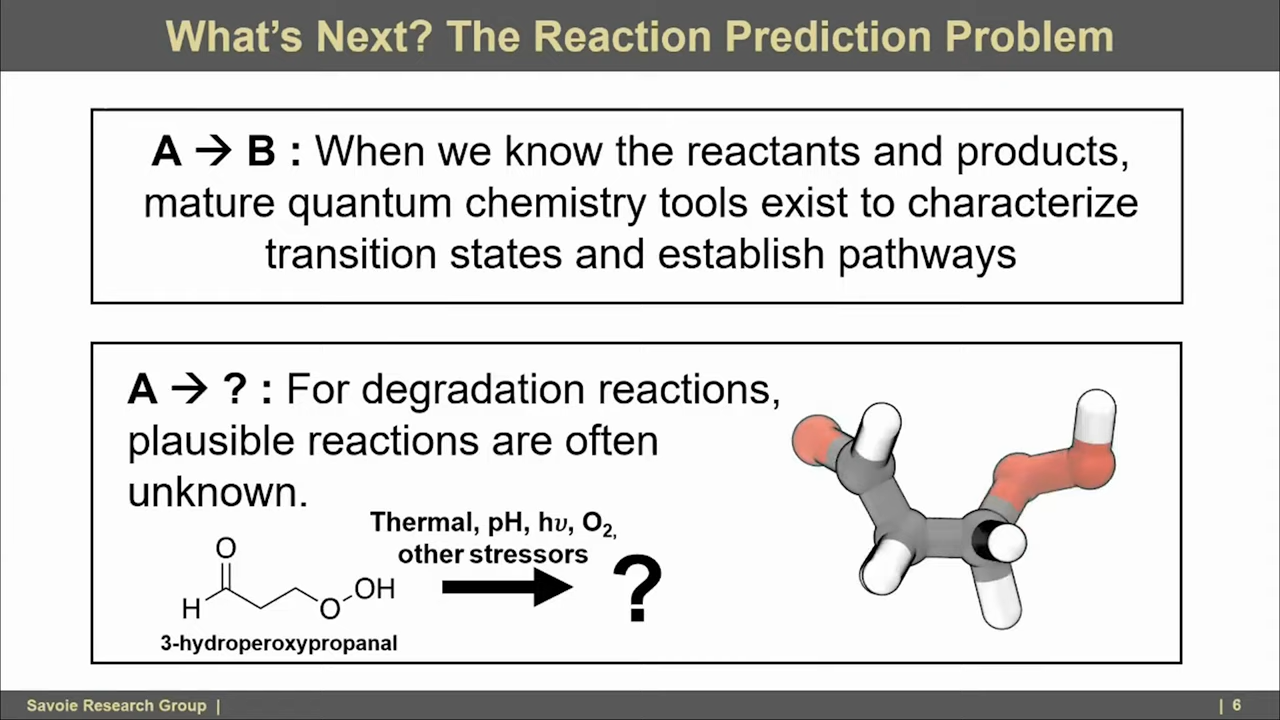 What's Next? The Reaction Prediction Problem
A → B : When we know the reactants and products,
mature quantum chemistry tools exist to characterize
transition states and establish pathways
A → ? : For degradation reactions,
plausible reactions are often
unknown.
Thermal, pH, hυ, O2,
other stressors
?
O
H
O
OH
3-hydroperoxypropanal
Savoie Research Group |
| 6